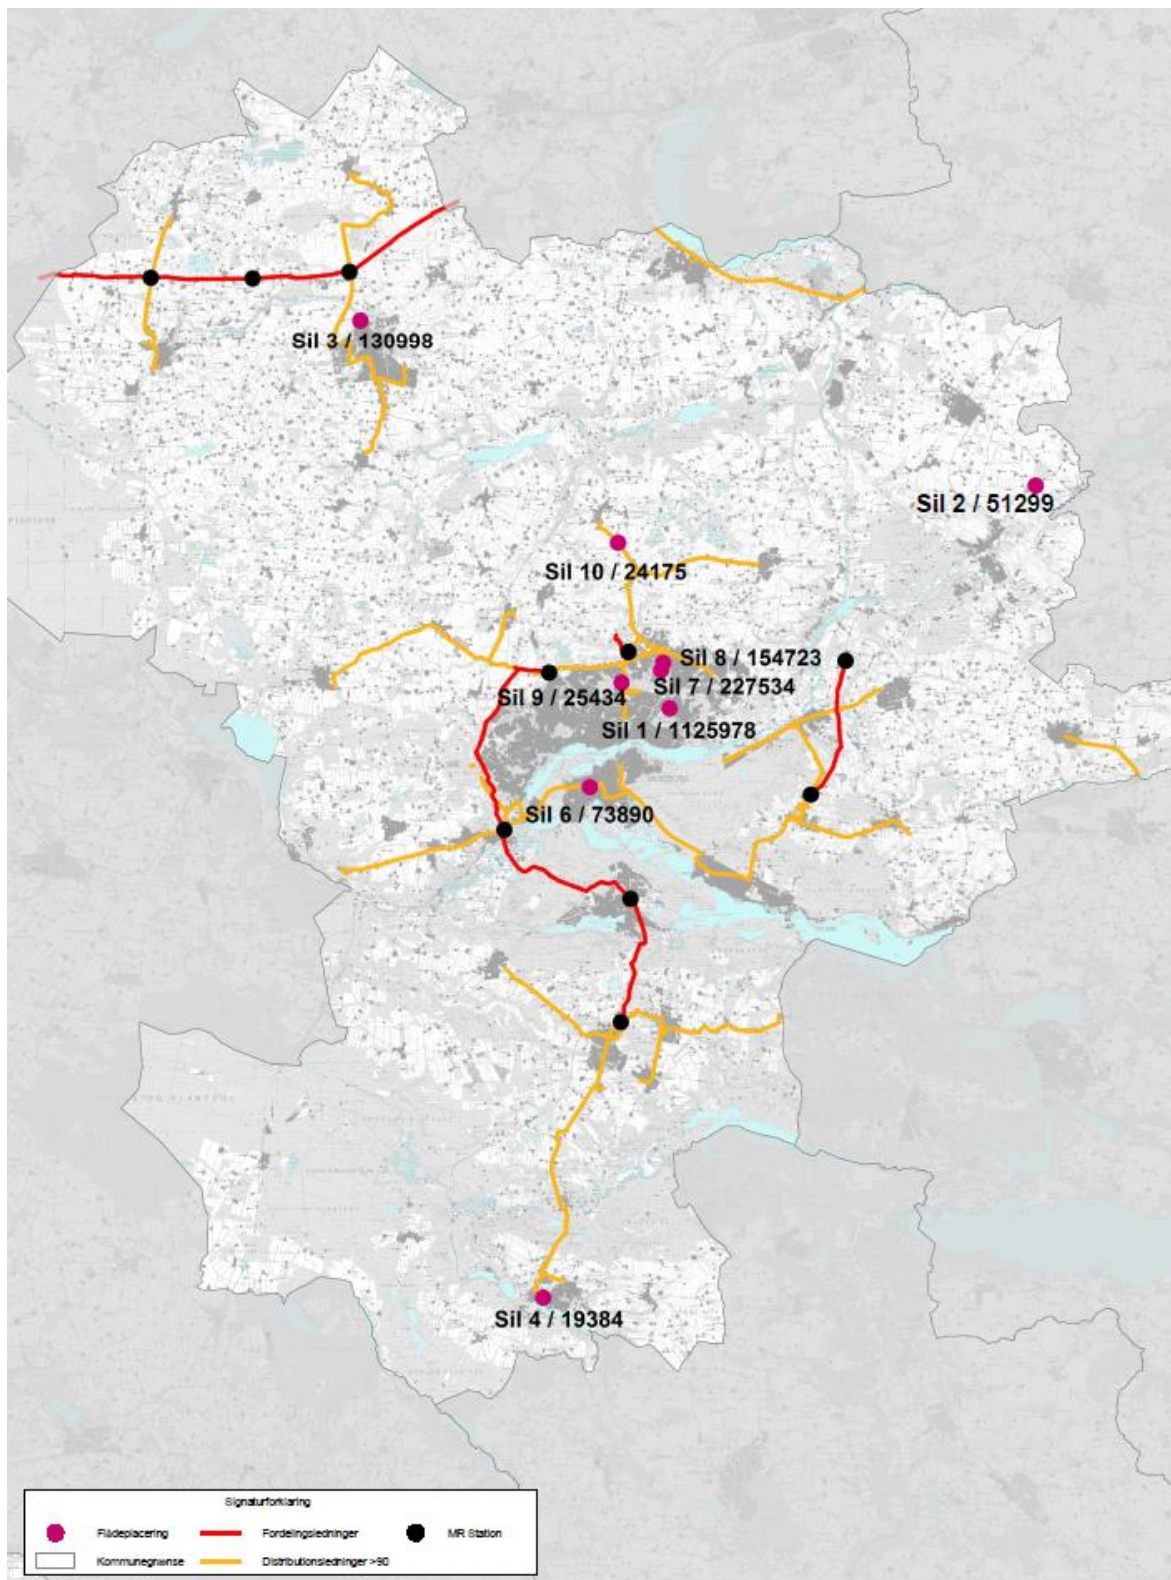 Sil 3 / 130998
Sil 2 / 51299
Sil 10 / 24175
Sil 8 / 154723
Sil 7 / 227534
Sil 9 / 25434
Sil 1 / 1125978
Sil 6 / 73890
Sil 4 / 19384
Signaturforklaring
Flådeplacering
Fordelingsledninger
MR Station
Kommunegrænse
Distributionsledninger >90